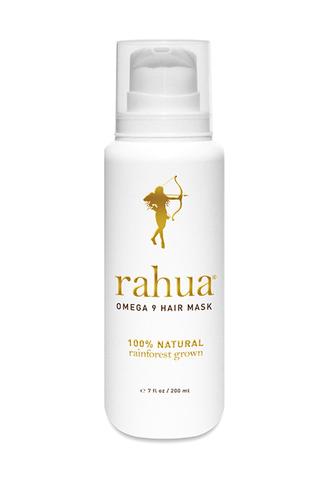 rahua®
OMEGA 9 HAIR MASK
100% NATURAL
rainforest grown
℮ 7 fl oz / 200 mL